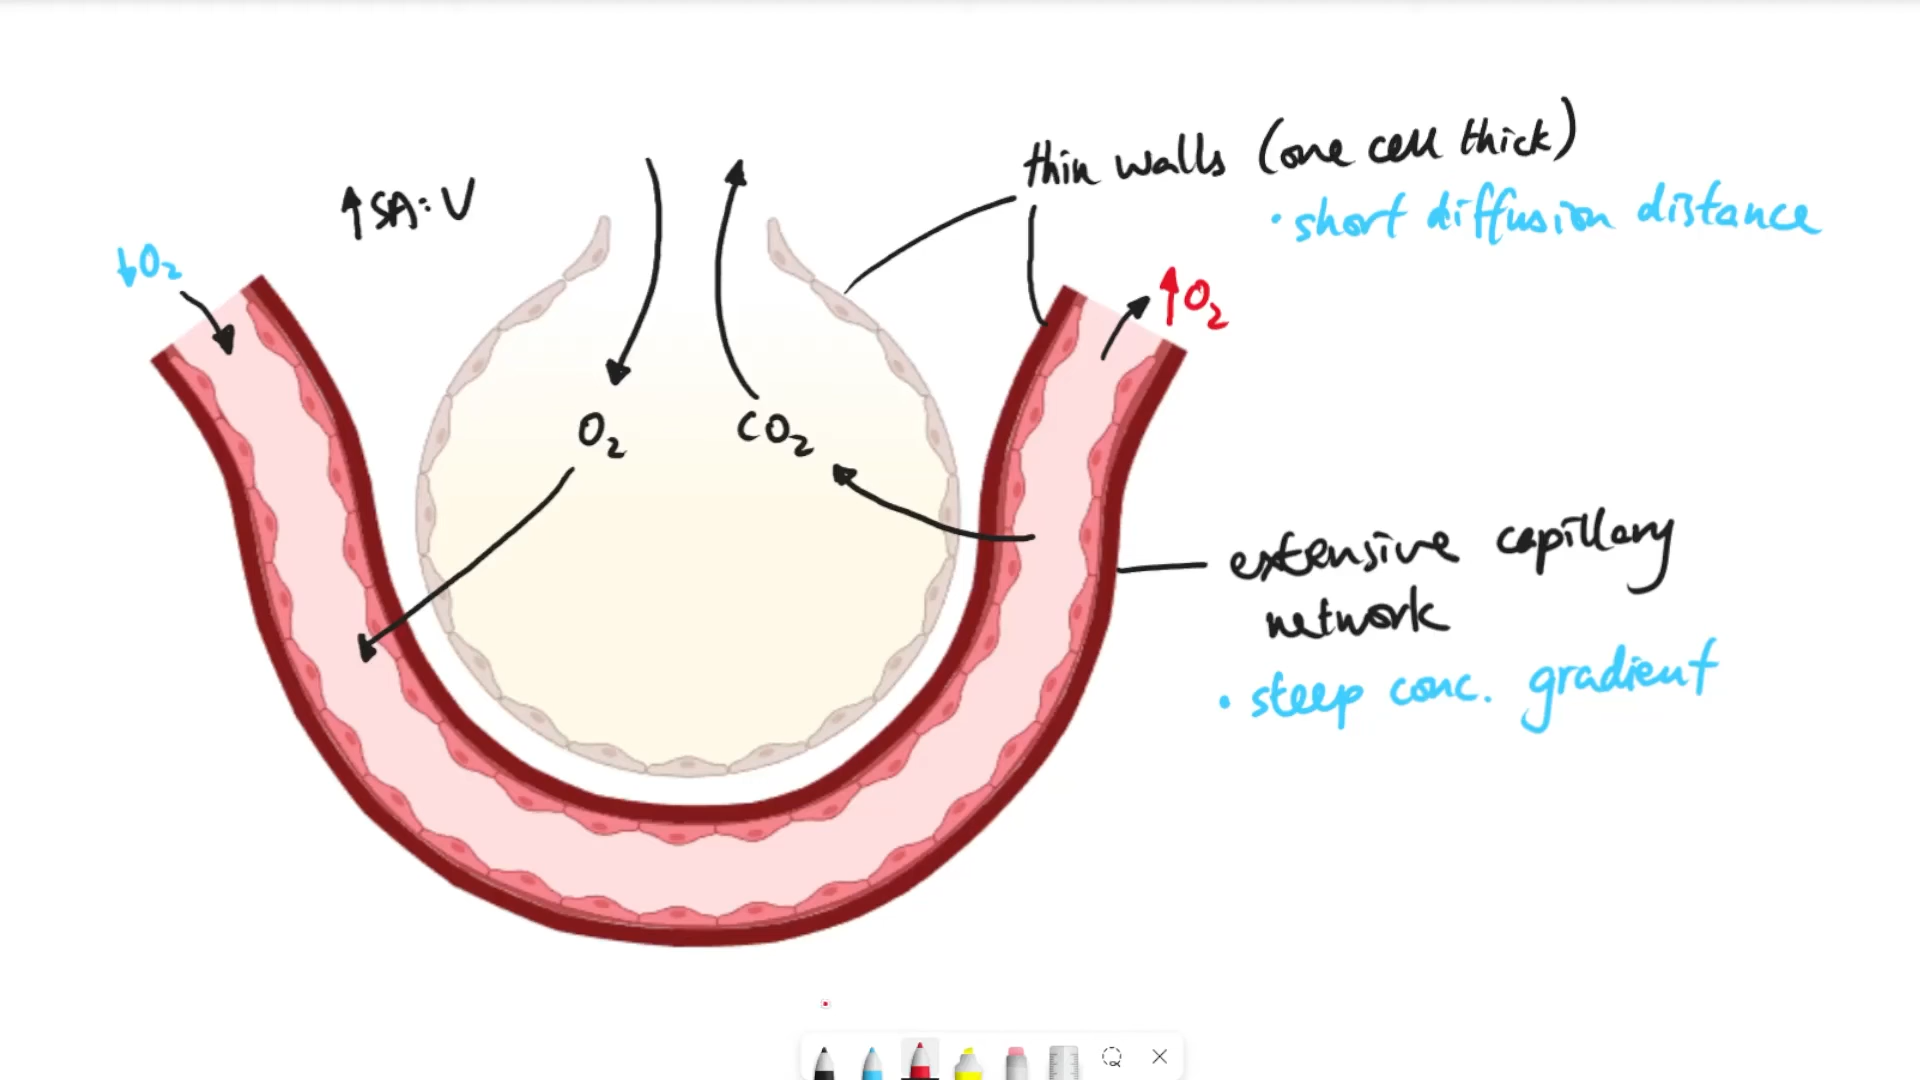 thin walls (one cell thick)
• short diffusion distance
↑SA:V
↓O₂
↑O₂
O₂
CO₂
extensive capillary
network
• steep conc. gradient